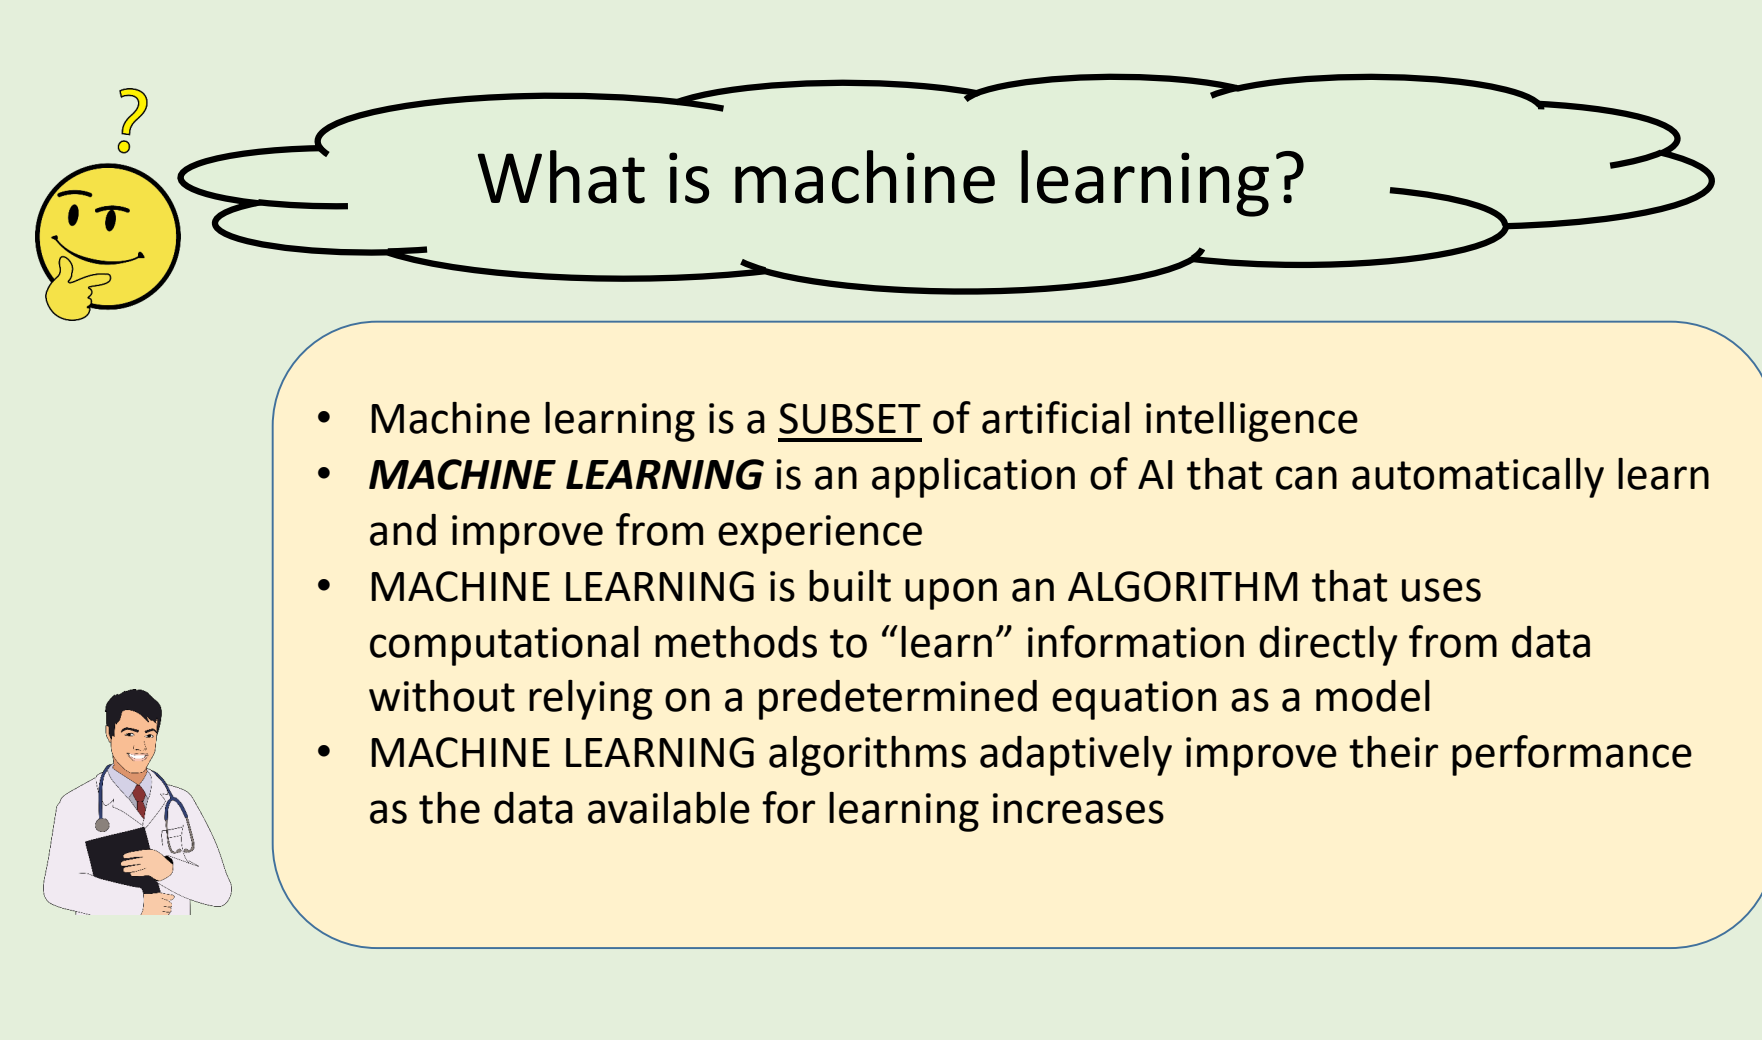 ?
What is machine learning?
• Machine learning is a SUBSET of artificial intelligence
• MACHINE LEARNING is an application of AI that can automatically learn
and improve from experience
• MACHINE LEARNING is built upon an ALGORITHM that uses
computational methods to “learn” information directly from data
without relying on a predetermined equation as a model
• MACHINE LEARNING algorithms adaptively improve their performance
as the data available for learning increases